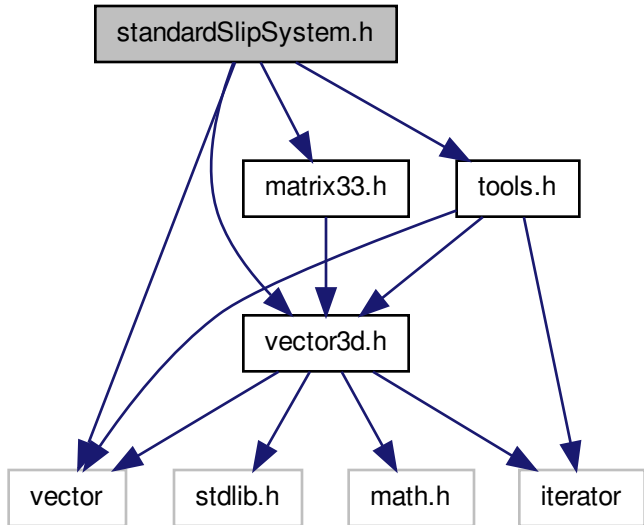 standardSlipSystem.h
matrix33.h
tools.h
vector3d.h
vector
stdlib.h
math.h
iterator